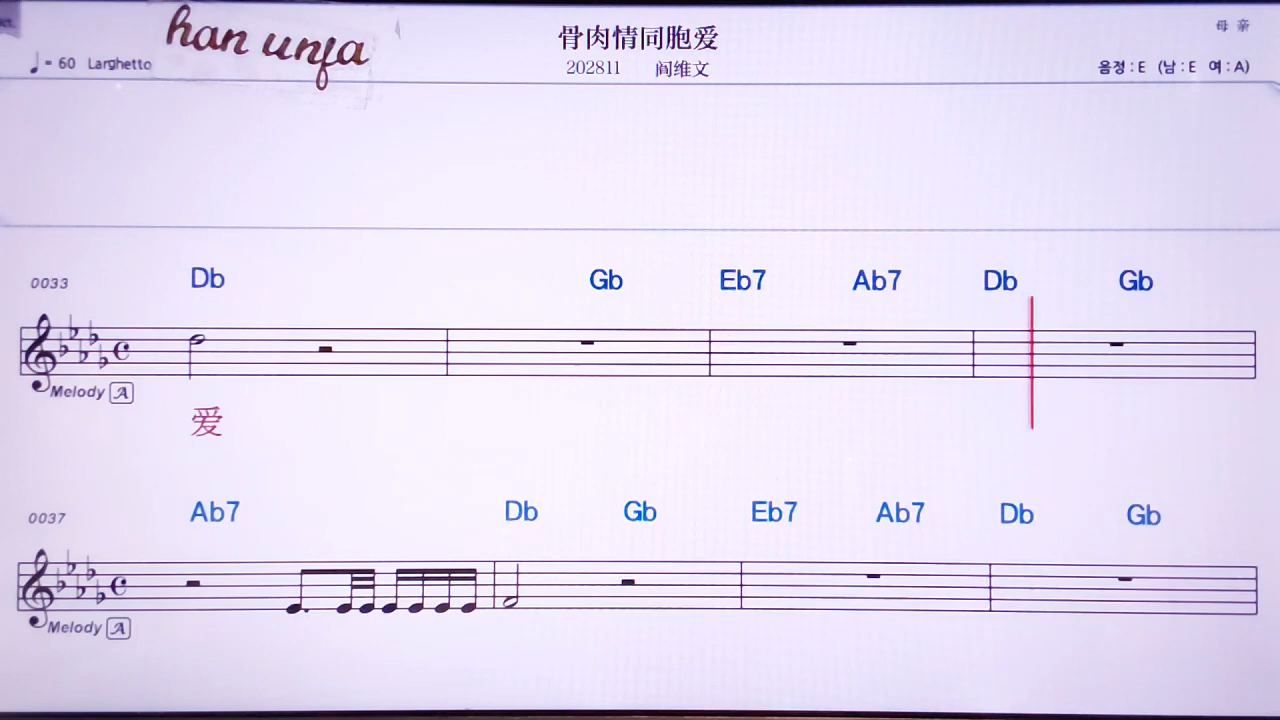 han unja
骨肉情同胞爱
母亲
♩= 60 Larghetto
202811 阎维文
음정 : E (남 : E 여 : A)
0033 Db Gb Eb7 Ab7 Db Gb
Melody A
爱
0037 Ab7 Db Gb Eb7 Ab7 Db Gb
Melody A